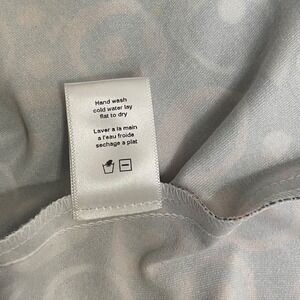 Hand wash
cold water lay
flat to dry
Laver a la main
a l'eau froide
sechage a plat